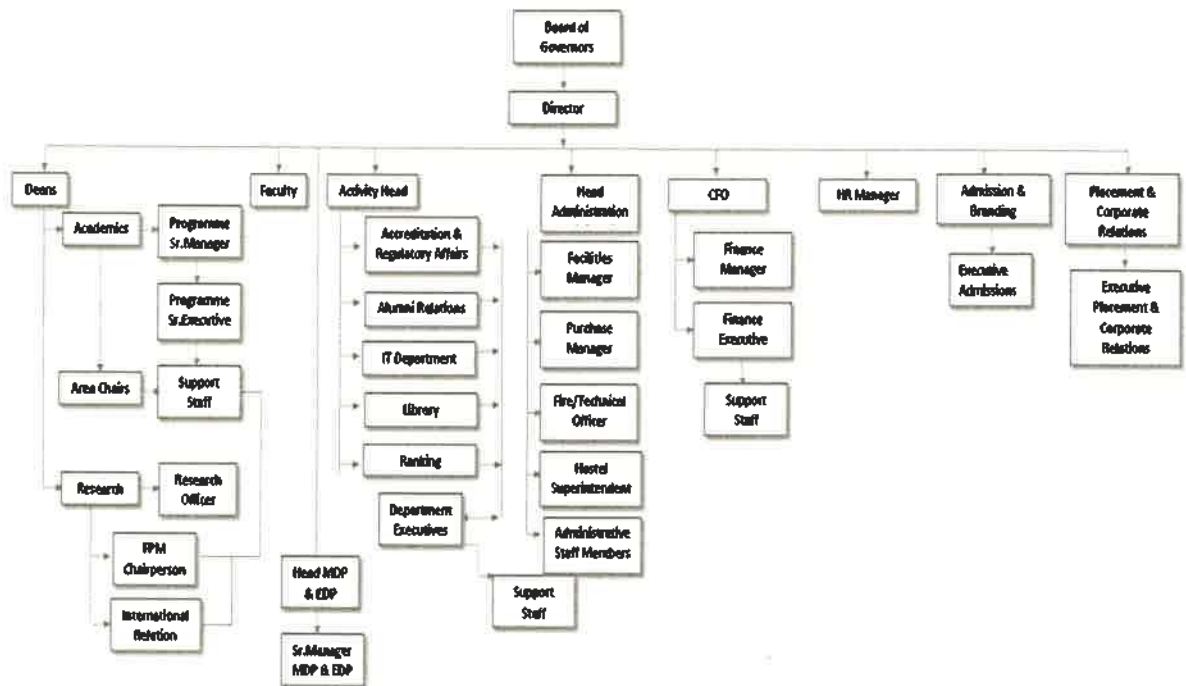 Board of
Governors
Director
Deans
Faculty
Activity Head
Head
Administration
CFO
HR Manager
Admission &
Branding
Placement &
Corporate
Relations
Academics
Programme
Sr.Manager
Programme
Sr.Executive
Area Chairs
Support
Staff
Research
Research
Officer
FPM
Chairperson
International
Relation
Head MDP
& EDP
Sr.Manager
MDP & EDP
Accreditation &
Regulatory Affairs
Alumni Relations
IT Department
Library
Ranking
Department
Executives
Support
Staff
Facilities
Manager
Purchase
Manager
Fire/Technical
Officer
Hostel
Superintendent
Administrative
Staff Members
Finance
Manager
Finance
Executive
Support
Staff
Executive
Admissions
Executive
Placement &
Corporate
Relations